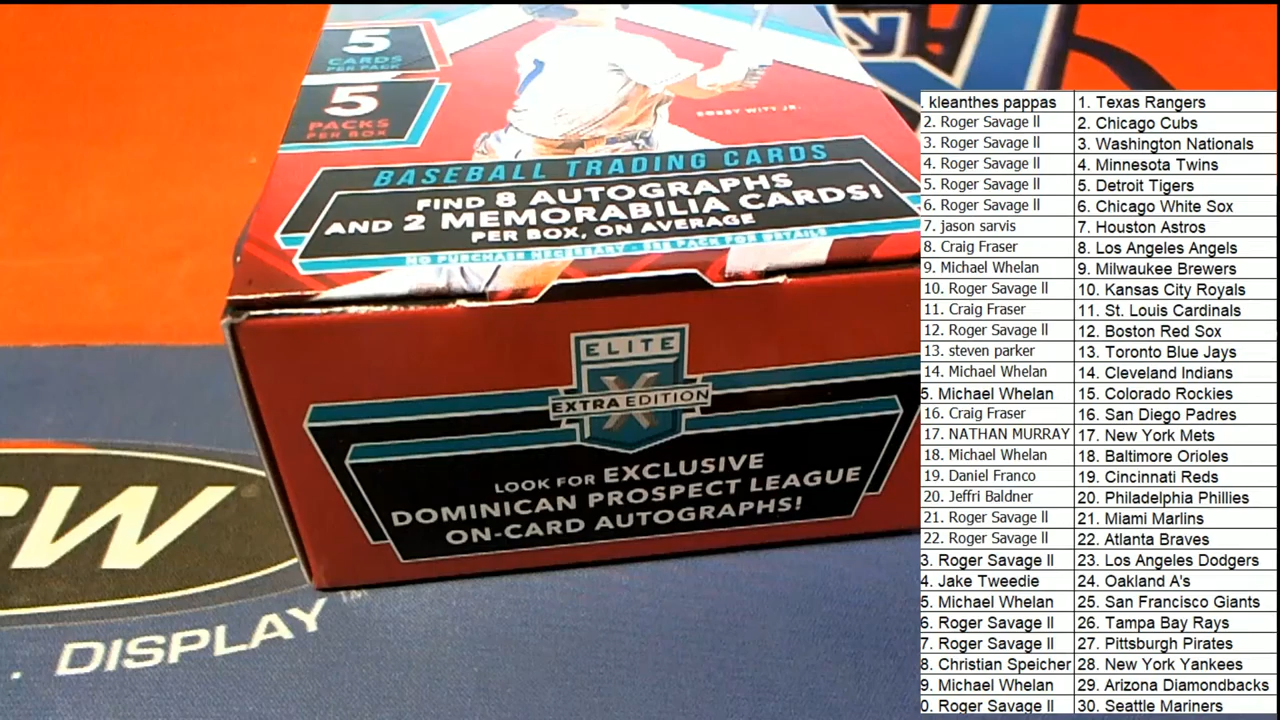 5
CARDS
PER PACK
5
PACKS
PER BOX
BOBBY WITT JR.
BASEBALL TRADING CARDS
FIND 8 AUTOGRAPHS
AND 2 MEMORABILIA CARDS!
PER BOX, ON AVERAGE
NO PURCHASE NECESSARY - SEE PACK FOR DETAILS
ELITE
X
EXTRA EDITION
LOOK FOR EXCLUSIVE
DOMINICAN PROSPECT LEAGUE
ON-CARD AUTOGRAPHS!
CW
®
. DISPLAY
y
. kleanthes pappas 1. Texas Rangers
2. Roger Savage ll 2. Chicago Cubs
3. Roger Savage ll 3. Washington Nationals
4. Roger Savage ll 4. Minnesota Twins
5. Roger Savage ll 5. Detroit Tigers
6. Roger Savage ll 6. Chicago White Sox
7. jason sarvis 7. Houston Astros
8. Craig Fraser 8. Los Angeles Angels
9. Michael Whelan 9. Milwaukee Brewers
10. Roger Savage ll 10. Kansas City Royals
11. Craig Fraser 11. St. Louis Cardinals
12. Roger Savage ll 12. Boston Red Sox
13. steven parker 13. Toronto Blue Jays
14. Michael Whelan 14. Cleveland Indians
5. Michael Whelan 15. Colorado Rockies
16. Craig Fraser 16. San Diego Padres
17. NATHAN MURRAY 17. New York Mets
18. Michael Whelan 18. Baltimore Orioles
19. Daniel Franco 19. Cincinnati Reds
20. Jeffri Baldner 20. Philadelphia Phillies
21. Roger Savage ll 21. Miami Marlins
22. Roger Savage ll 22. Atlanta Braves
3. Roger Savage ll 23. Los Angeles Dodgers
4. Jake Tweedie 24. Oakland A's
5. Michael Whelan 25. San Francisco Giants
6. Roger Savage ll 26. Tampa Bay Rays
7. Roger Savage ll 27. Pittsburgh Pirates
8. Christian Speicher 28. New York Yankees
9. Michael Whelan 29. Arizona Diamondbacks
0. Roger Savage ll 30. Seattle Mariners